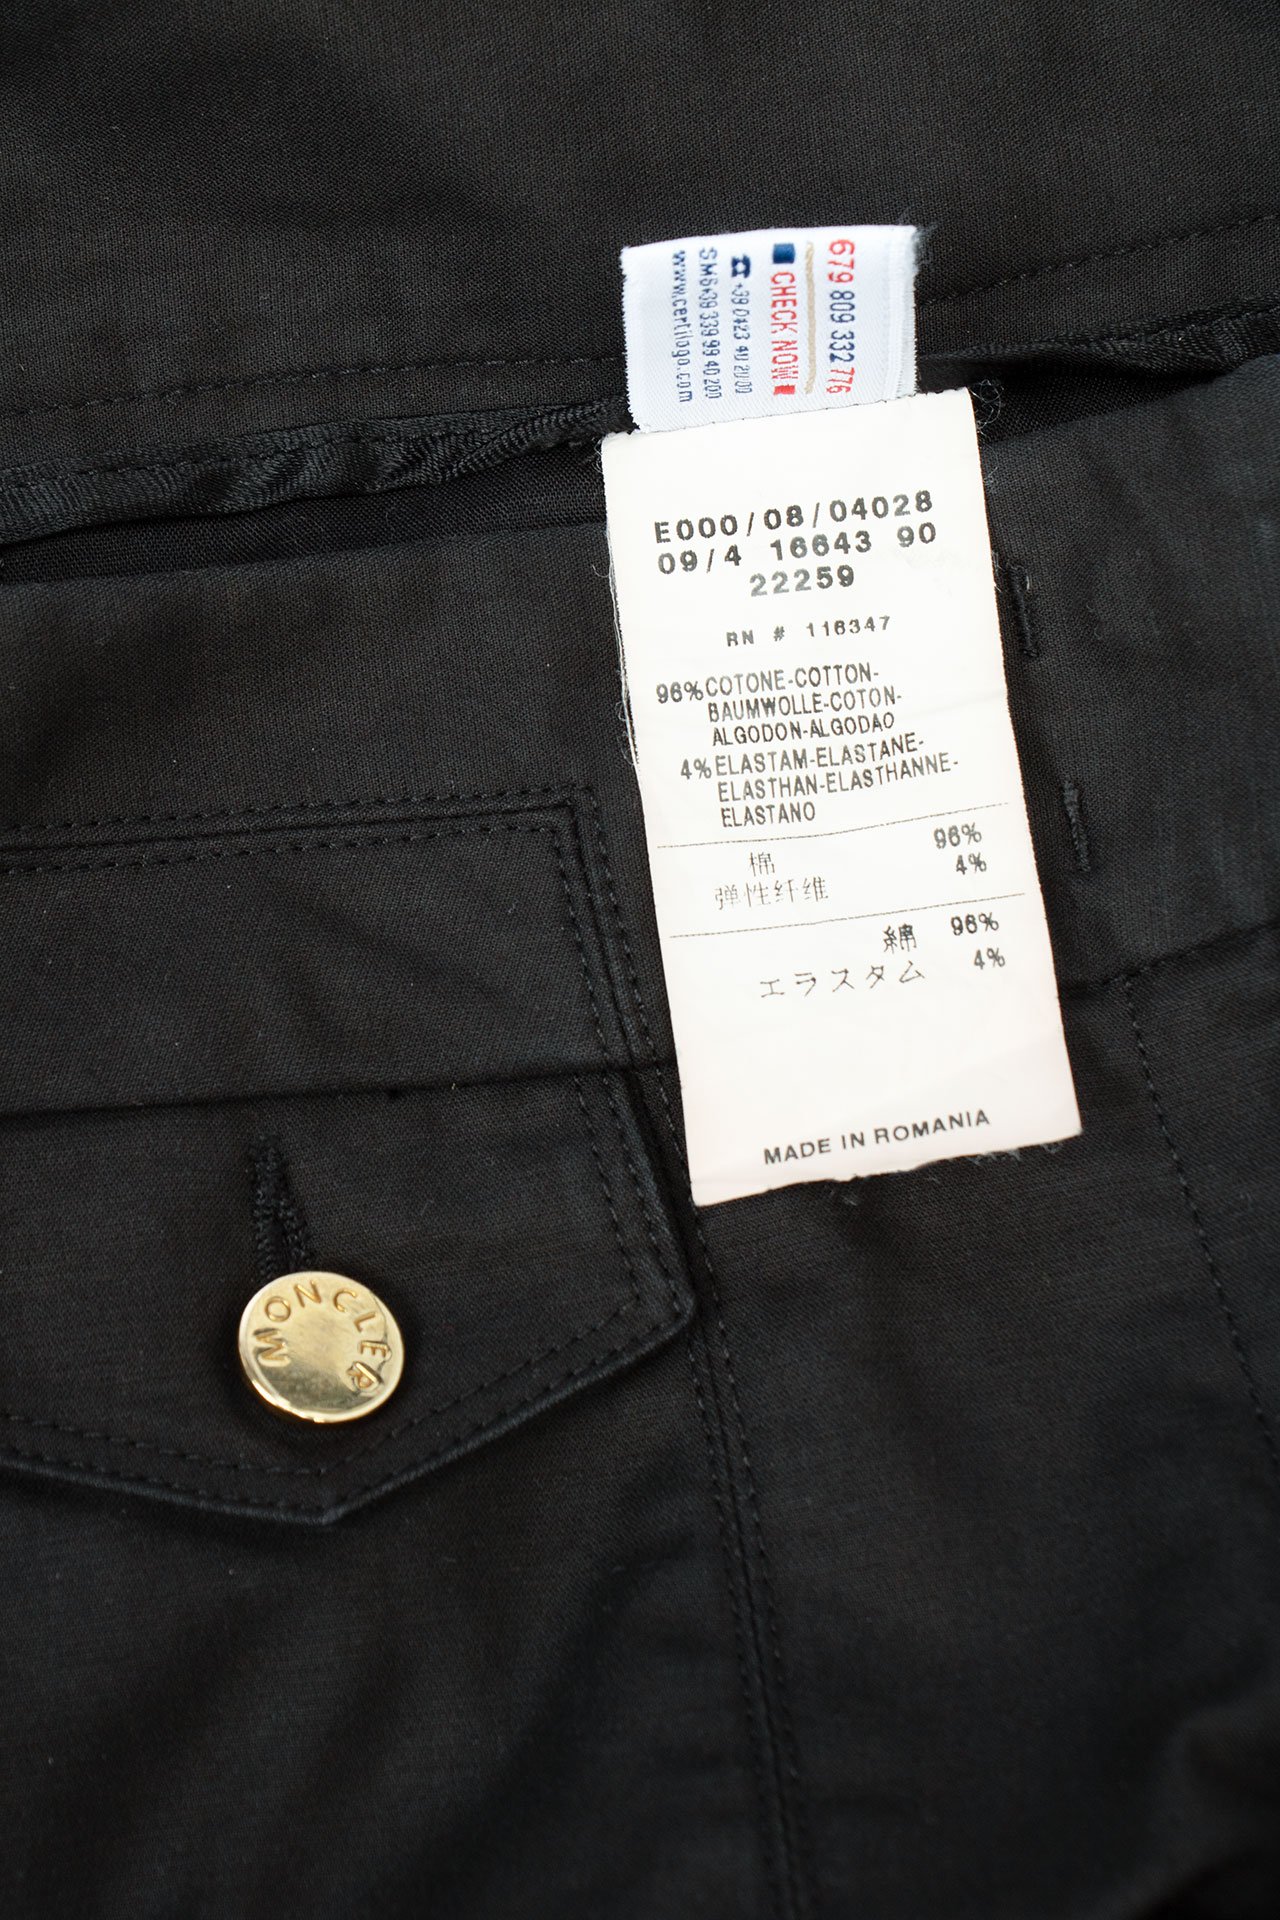 679 809 332 776
CHECK NOW
+39 0423 40 20 00
SMS+39 339 99 40 200
www.certilogo.com
E000/08/04028
09/4 16643 90
22259
RN # 116347
96% COTONE-COTTON-
BAUMWOLLE-COTON-
ALGODON-ALGODAO
4% ELASTAM-ELASTANE-
ELASTHAN-ELASTHANNE-
ELASTANO
棉 96%
弹性纤维 4%
綿 96%
エラスタム 4%
MADE IN ROMANIA
MONCLER